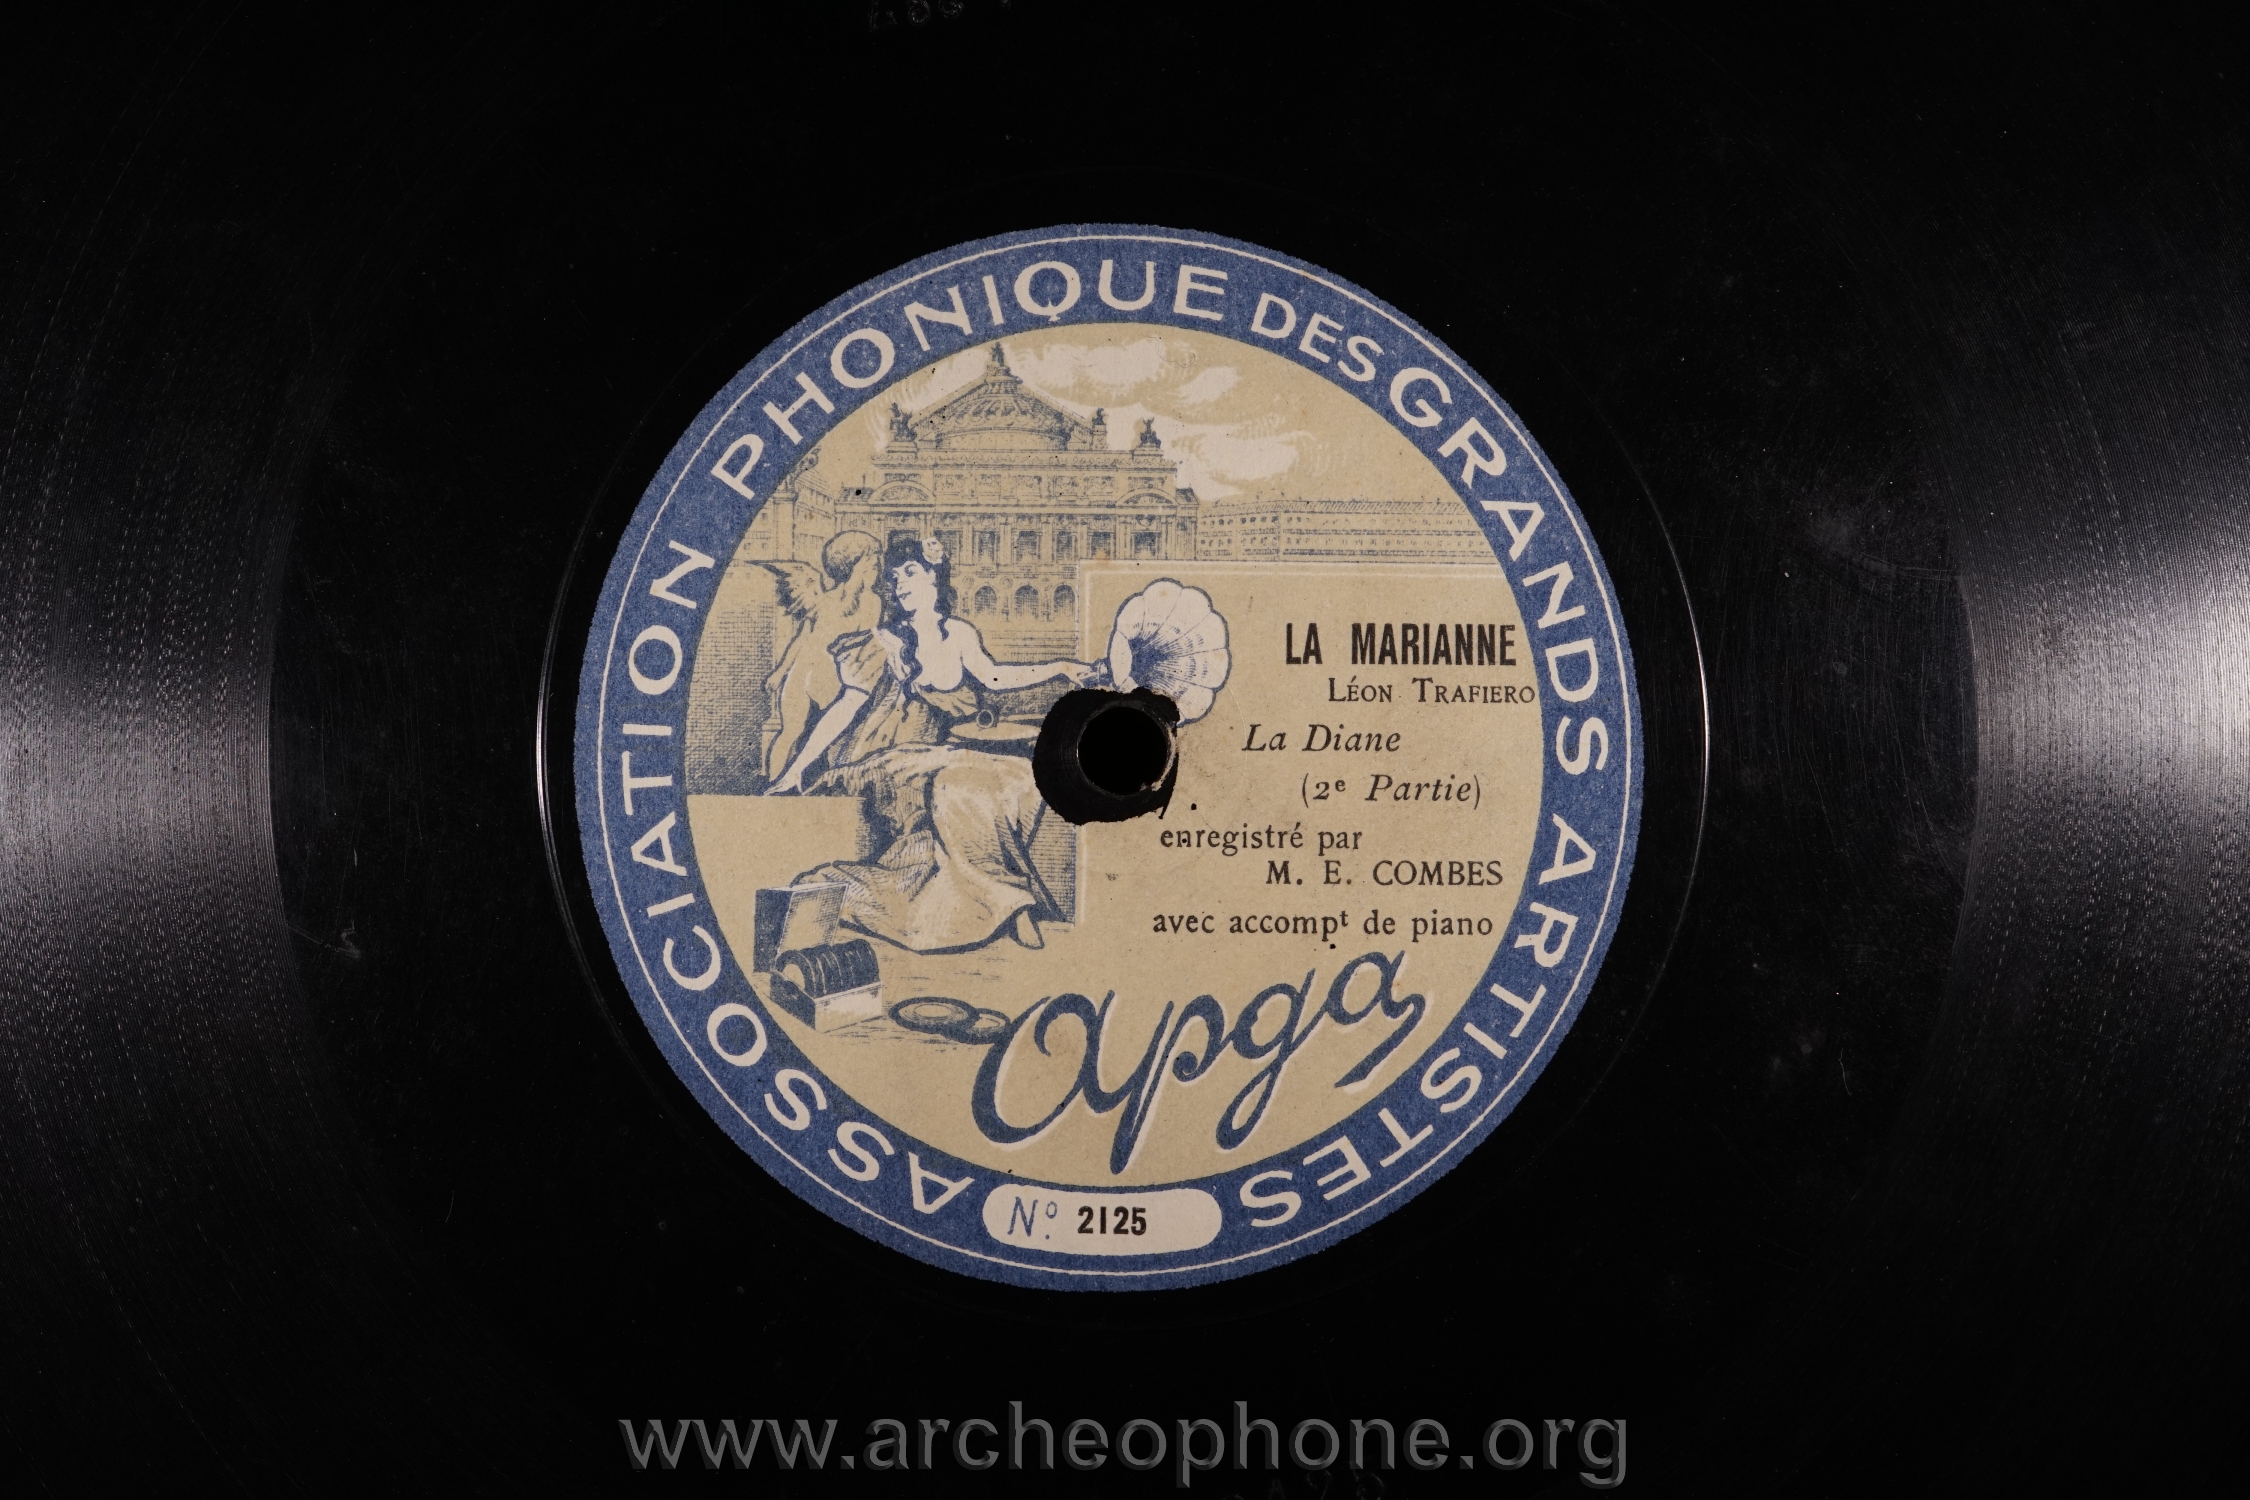 ASSOCIATION PHONIQUE DES GRANDS ARTISTES
LA MARIANNE
LÉON TRAFIERO
La Diane
(2e Partie)
enregistré par
M. E. COMBES
avec accompt de piano
apga
No. 2125
www.archeophone.org